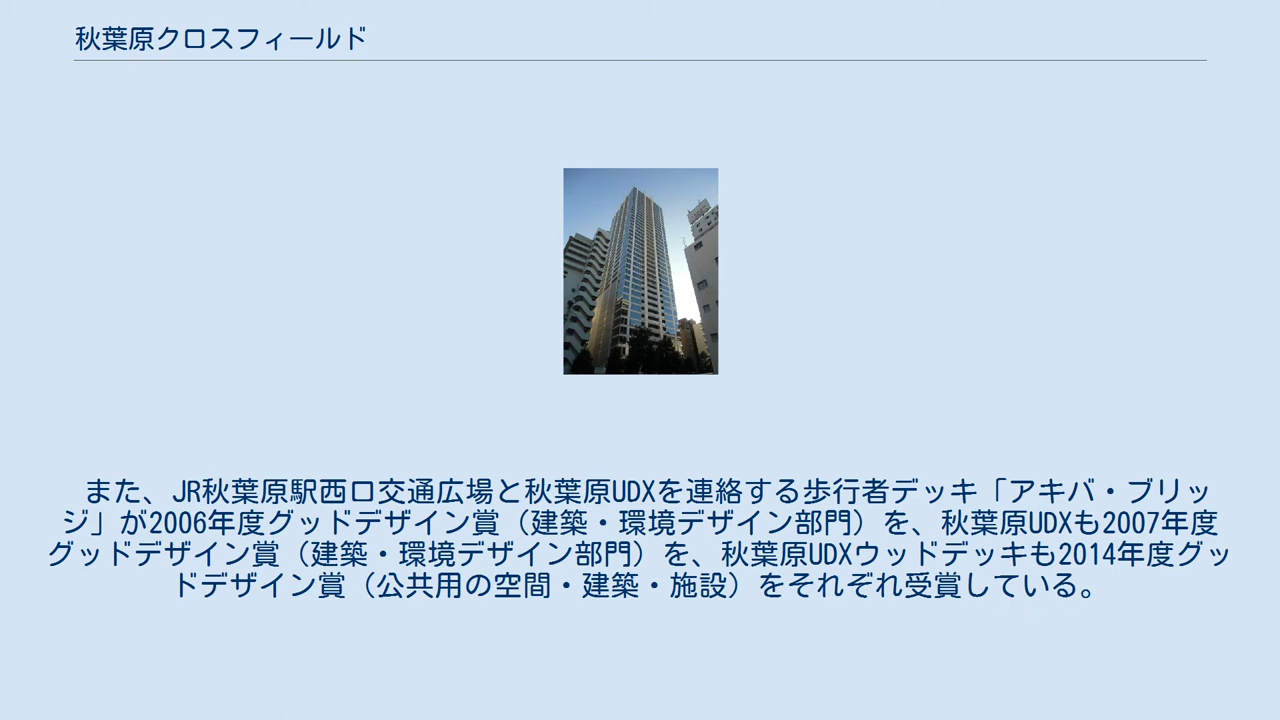 秋葉原クロスフィールド
また、JR秋葉原駅西口交通広場と秋葉原UDXを連絡する歩行者デッキ「アキバ・ブリッ
ジ」が2006年度グッドデザイン賞（建築・環境デザイン部門）を、秋葉原UDXも2007年度
グッドデザイン賞（建築・環境デザイン部門）を、秋葉原UDXウッドデッキも2014年度グッ
ドデザイン賞（公共用の空間・建築・施設）をそれぞれ受賞している。